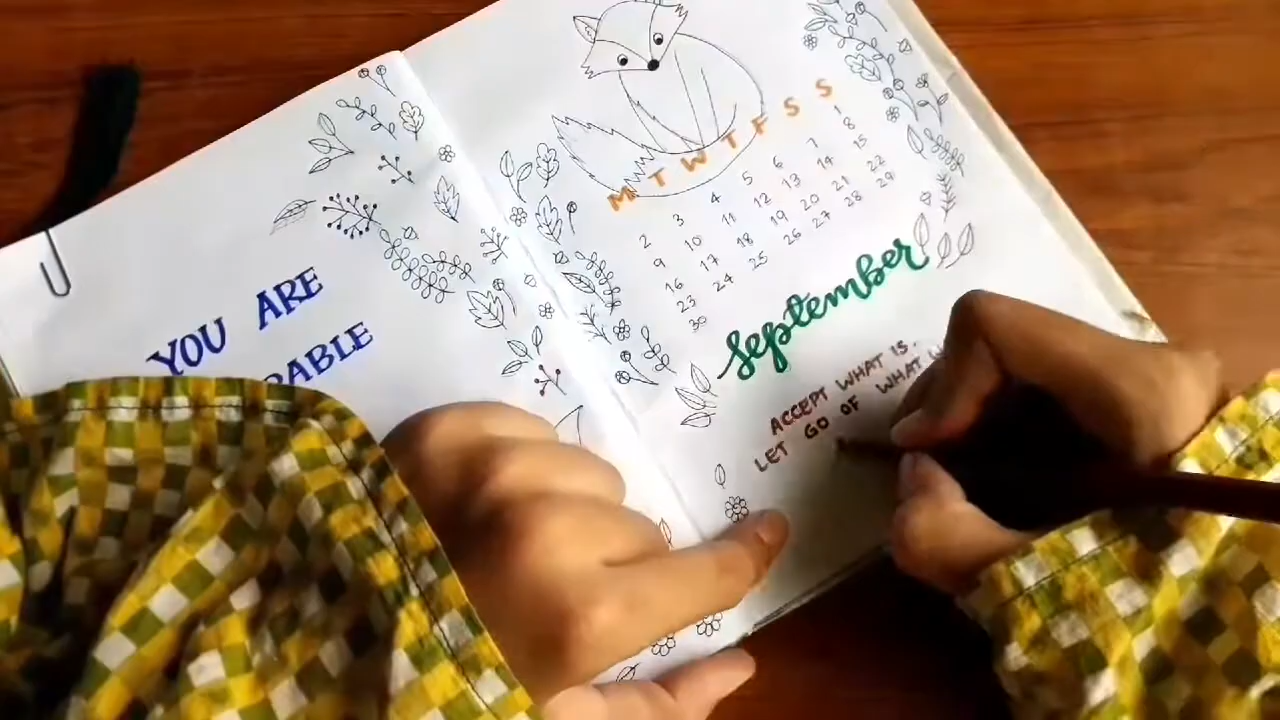 YOU ARE
RABLE
M T W T F S S
1
2 3 4 5 6 7 8
9 10 11 12 13 14 15
16 17 18 19 20 21 22
23 24 25 26 27 28 29
30
September
ACCEPT WHAT IS.
LET GO OF WHAT